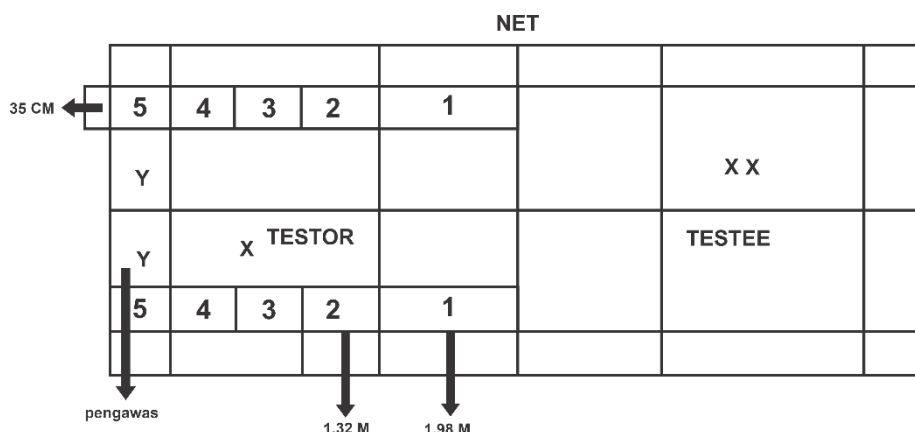 NET
35 CM
5 4 3 2 1
Y
X X
X TESTOR
TESTEE
Y
5 4 3 2 1
pengawas
1.32 M
1.98 M